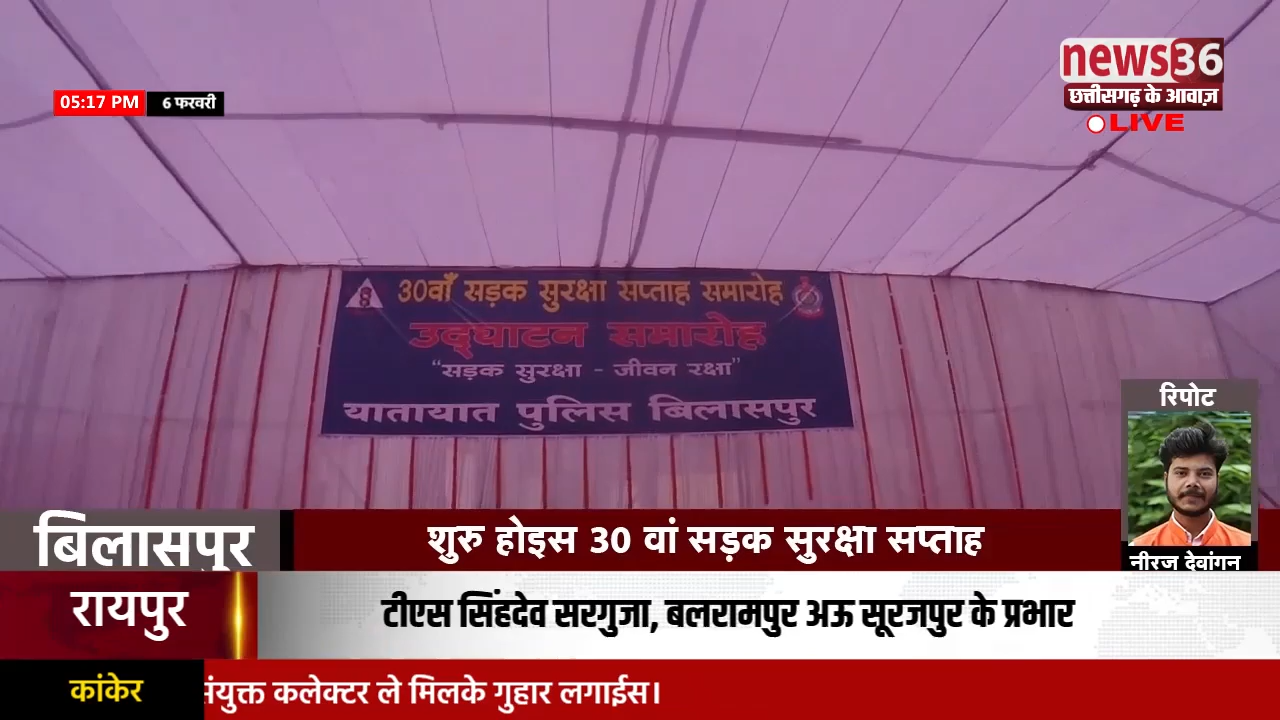 news36
छत्तीसगढ़ के आवाज़
LIVE
05:17 PM
6 फरवरी
30वाँ सड़क सुरक्षा सप्ताह समारोह
उद्घाटन समारोह
“सड़क सुरक्षा - जीवन रक्षा”
यातायात पुलिस बिलासपुर
रिपोट
नीरज देवांगन
बिलासपुर
शुरु होइस 30 वां सड़क सुरक्षा सप्ताह
रायपुर
टीएस सिंहदेव सरगुजा, बलरामपुर अऊ सूरजपुर के प्रभार
कांकेर
संयुक्त कलेक्टर ले मिलके गुहार लगाईस।